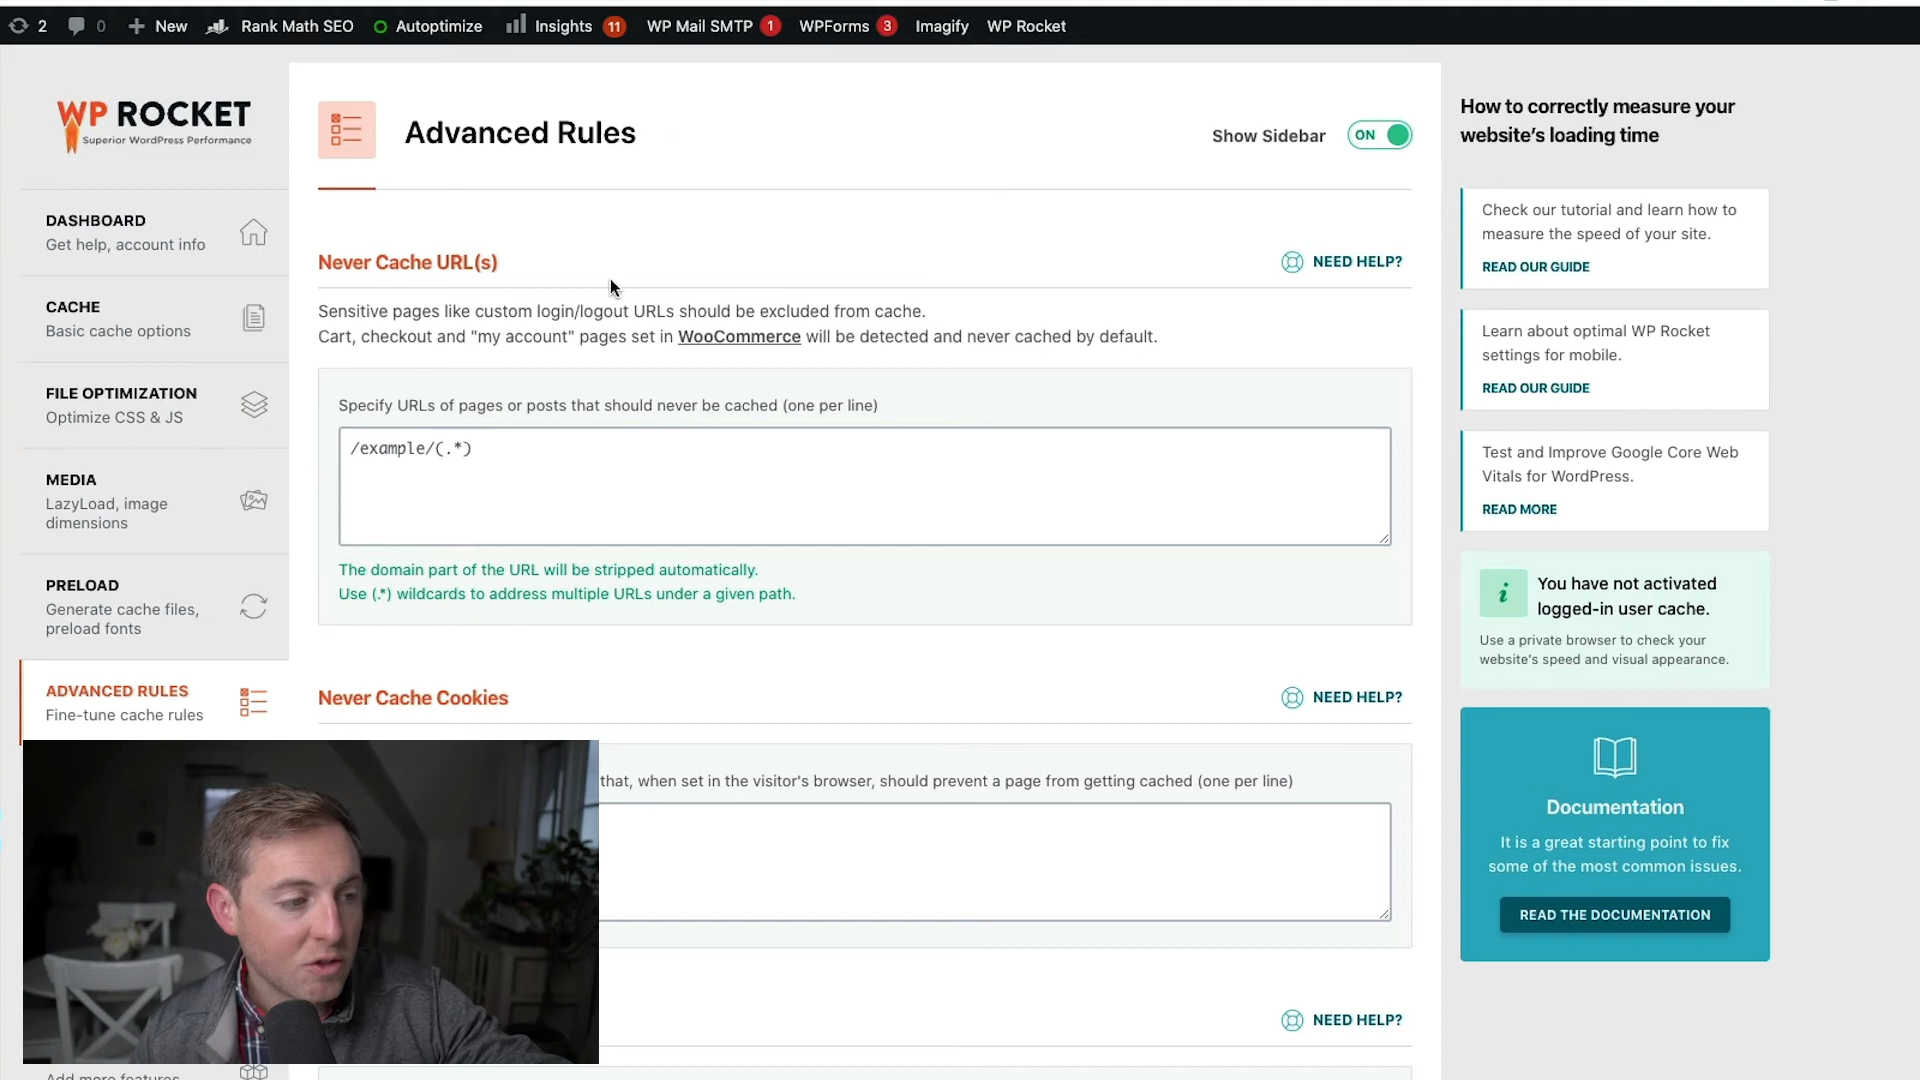 2
0
New
Rank Math SEO
Autoptimize
Insights 11
WP Mail SMTP 1
WPForms 3
Imagify
WP Rocket
WP ROCKET
Superior WordPress Performance
DASHBOARD
Get help, account info
CACHE
Basic cache options
FILE OPTIMIZATION
Optimize CSS & JS
MEDIA
LazyLoad, image
dimensions
PRELOAD
Generate cache files,
preload fonts
ADVANCED RULES
Fine-tune cache rules
Add more features
Advanced Rules
Show Sidebar
ON
Never Cache URL(s)
NEED HELP?
Sensitive pages like custom login/logout URLs should be excluded from cache.
Cart, checkout and "my account" pages set in WooCommerce will be detected and never cached by default.
Specify URLs of pages or posts that should never be cached (one per line)
/example/(.*)
The domain part of the URL will be stripped automatically.
Use (.*) wildcards to address multiple URLs under a given path.
Never Cache Cookies
NEED HELP?
that, when set in the visitor's browser, should prevent a page from getting cached (one per line)
NEED HELP?
How to correctly measure your
website's loading time
Check our tutorial and learn how to
measure the speed of your site.
READ OUR GUIDE
Learn about optimal WP Rocket
settings for mobile.
READ OUR GUIDE
Test and Improve Google Core Web
Vitals for WordPress.
READ MORE
i
You have not activated
logged-in user cache.
Use a private browser to check your
website's speed and visual appearance.
Documentation
It is a great starting point to fix
some of the most common issues.
READ THE DOCUMENTATION